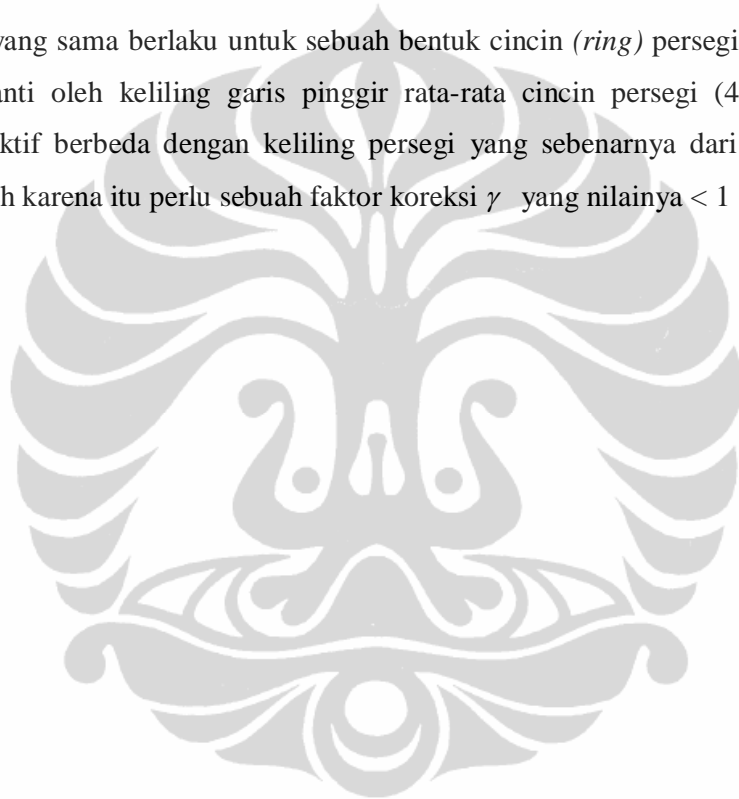 yang sama berlaku untuk sebuah bentuk cincin (ring) persegi
anti oleh keliling garis pinggir rata-rata cincin persegi (4
ktif berbeda dengan keliling persegi yang sebenarnya dari
h karena itu perlu sebuah faktor koreksi γ yang nilainya < 1